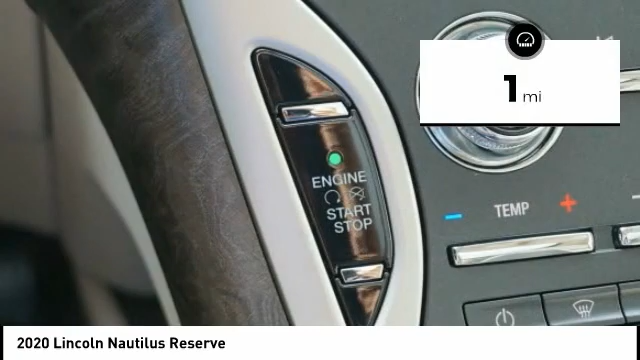 1 mi
ENGINE
START
STOP
TEMP
2020 Lincoln Nautilus Reserve